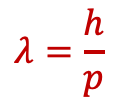 λ = h/p